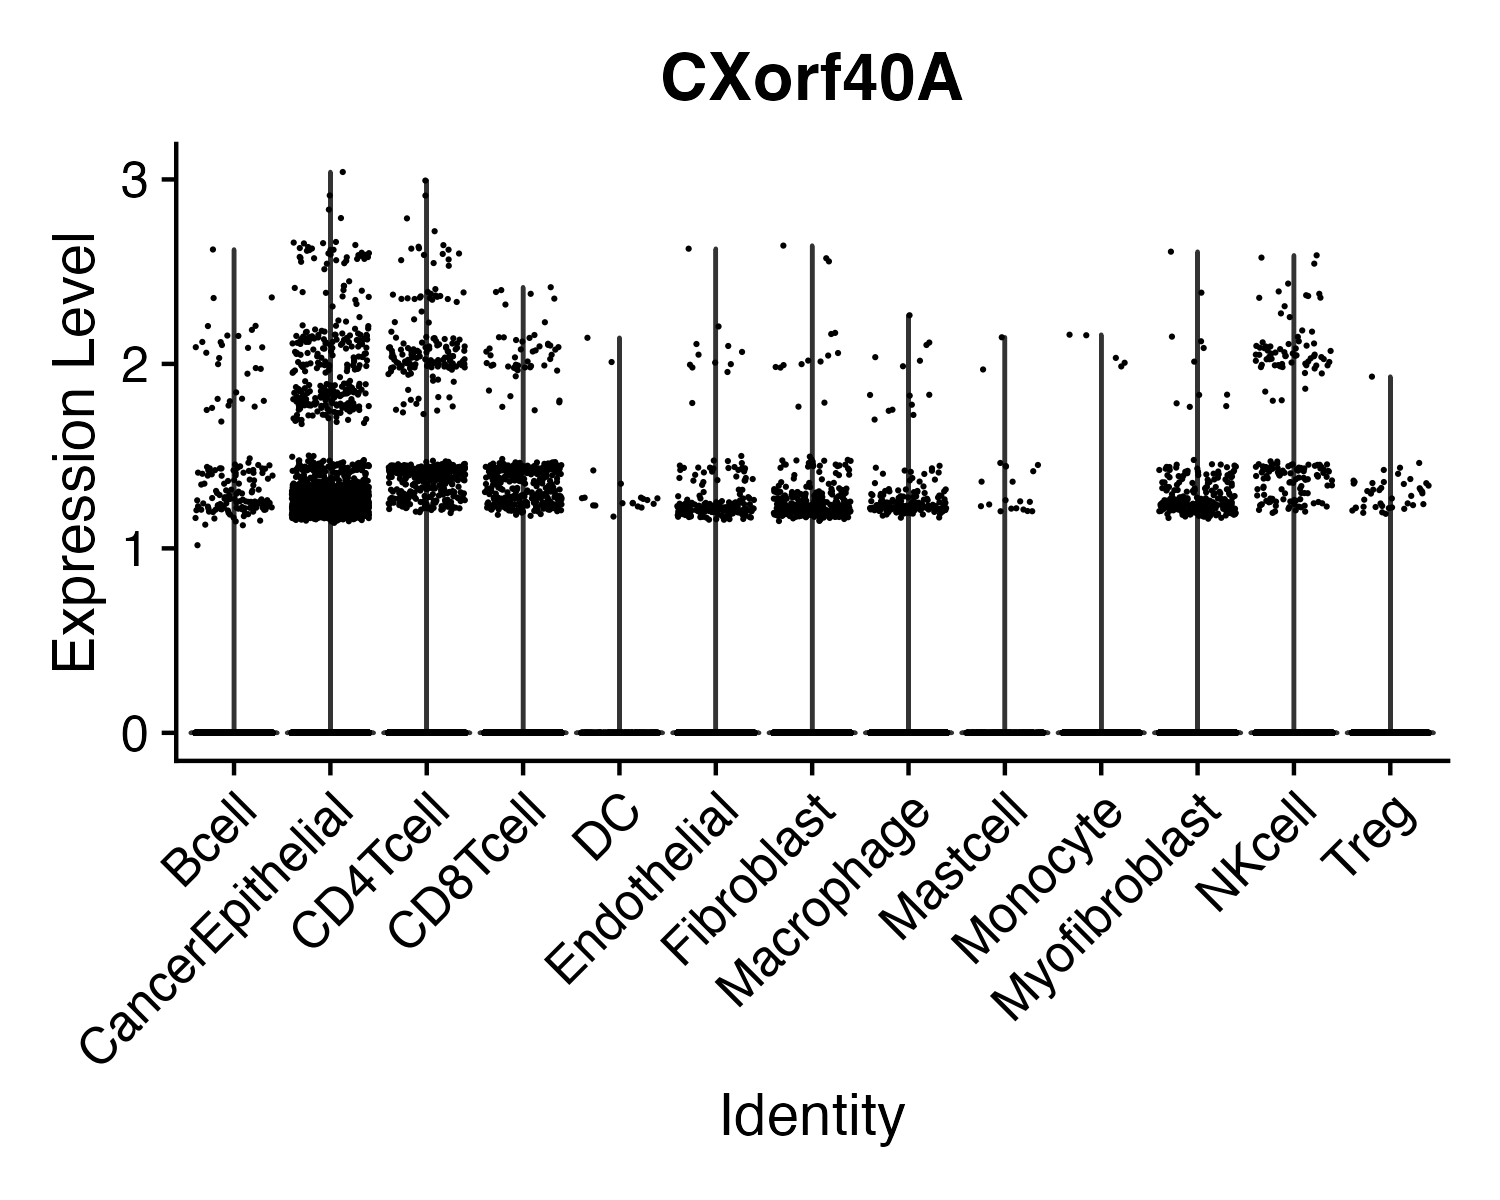 CXorf40A
Expression Level
3
2
1
0
Bcell
CancerEpithelial
CD4Tcell
CD8Tcell
DC
Endothelial
Fibroblast
Macrophage
Mastcell
Monocyte
Myofibroblast
NKcell
Treg
Identity